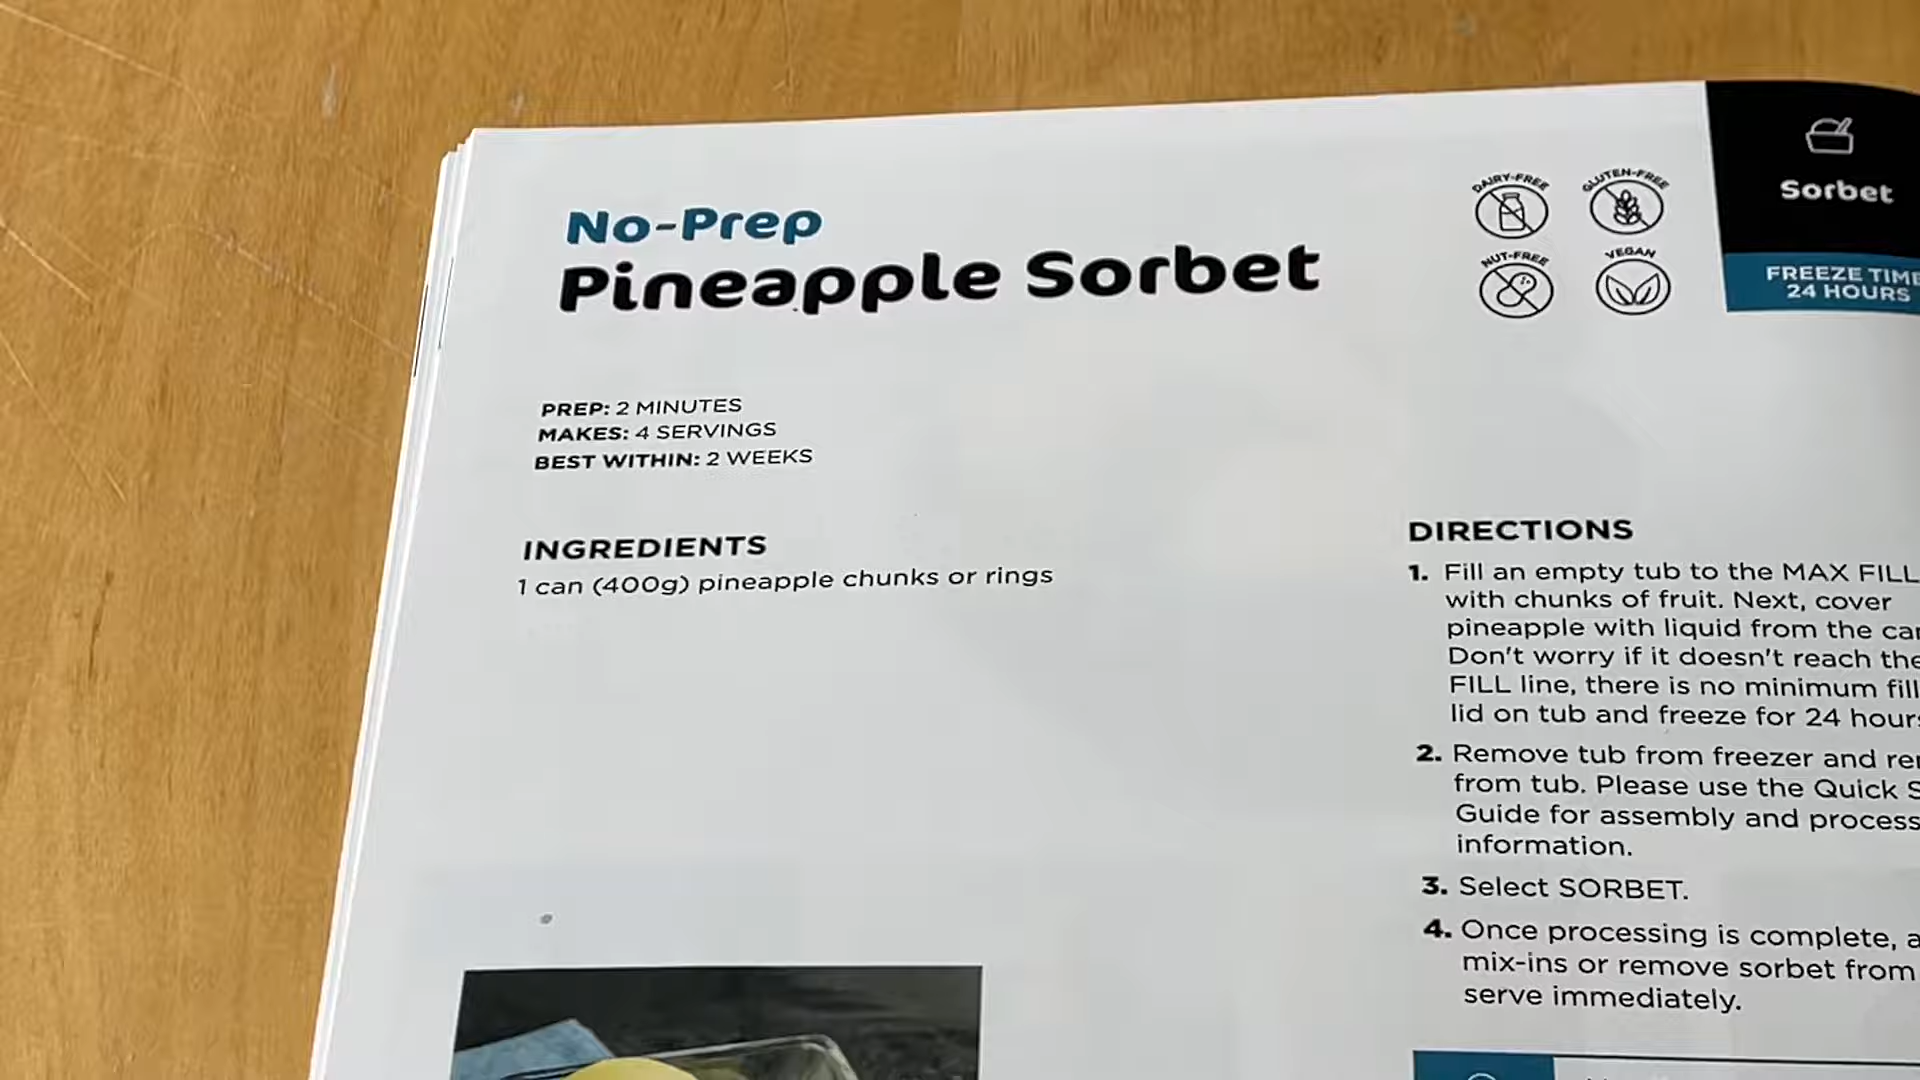 No-Prep
Pineapple Sorbet
DAIRY-FREE
GLUTEN-FREE
NUT-FREE
VEGAN
Sorbet
FREEZE TIME
24 HOURS
PREP: 2 MINUTES
MAKES: 4 SERVINGS
BEST WITHIN: 2 WEEKS
INGREDIENTS
1 can (400g) pineapple chunks or rings
DIRECTIONS
1. Fill an empty tub to the MAX FILL
with chunks of fruit. Next, cover
pineapple with liquid from the
Don't worry if it doesn't reach the
FILL line, there is no minimum fill
lid on tub and freeze for 24
2. Remove tub from freezer and
from tub. Please use the Quick
Guide for assembly and
information.
3. Select SORBET.
4. Once processing is complete,
mix-ins or remove sorbet from
serve immediately.